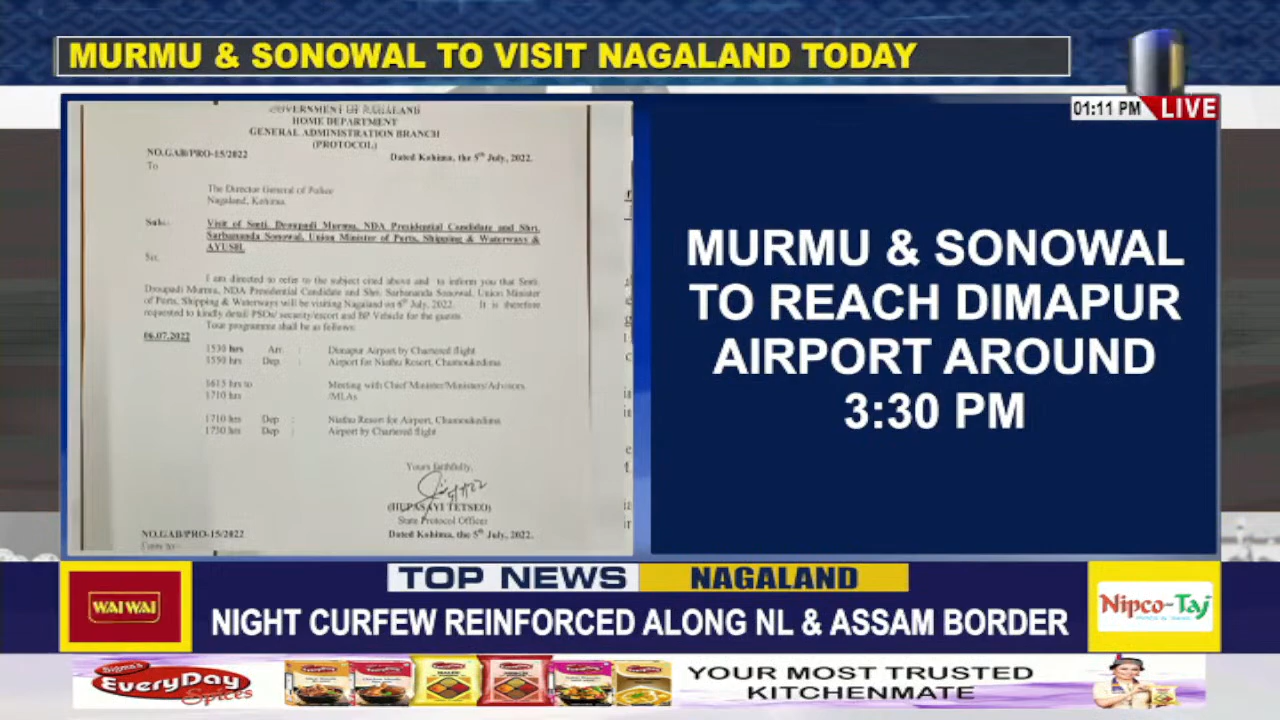 MURMU & SONOWAL TO VISIT NAGALAND TODAY
01:11 PM LIVE
GOVERNMENT OF NAGALAND
HOME DEPARTMENT
GENERAL ADMINISTRATION BRANCH
(PROTOCOL)
NO.GAB/PRO-15/2022
Dated Kohima, the 5th July, 2022.
To
The Director General of Police
Nagaland, Kohima.
Sub:
Visit of Smti. Droupadi Murmu, NDA Presidential Candidate and Shri.
Sarbananda Sonowal, Union Minister of Ports, Shipping & Waterways &
AYUSH.
Sir,
I am directed to refer to the subject cited above and to inform you that Smti.
Droupadi Murmu, NDA Presidential Candidate and Shri. Sarbananda Sonowal, Union Minister
of Ports, Shipping & Waterways will be visiting Nagaland on 6th July, 2022. It is therefore
requested to kindly detail PSOs/ security/escort and BP Vehicle for the guests
Tour programme shall be as follows:
06.07.2022
1530 hrs Arr. : Dimapur Airport by Chartered flight
1550 hrs Dep. : Airport for Niathu Resort, Chumoukedima
1615 hrs to Meeting with Chief Minister/Ministers/Advisors
1710 hrs /MLAs
1710 hrs Dep : Niathu Resort for Airport, Chumoukedima
1730 hrs Dep : Airport by Chartered flight
Yours faithfully,
(HUPASAYI TETSEO)
State Protocol Officer
NO.GAB/PRO-15/2022
Dated Kohima, the 5th July, 2022.
Copy to:-
MURMU & SONOWAL
TO REACH DIMAPUR
AIRPORT AROUND
3:30 PM
WAI WAI
TOP NEWS NAGALAND
NIGHT CURFEW REINFORCED ALONG NL & ASSAM BORDER
Nipco-Taj
EveryDay
Spices
YOUR MOST TRUSTED
KITCHENMATE